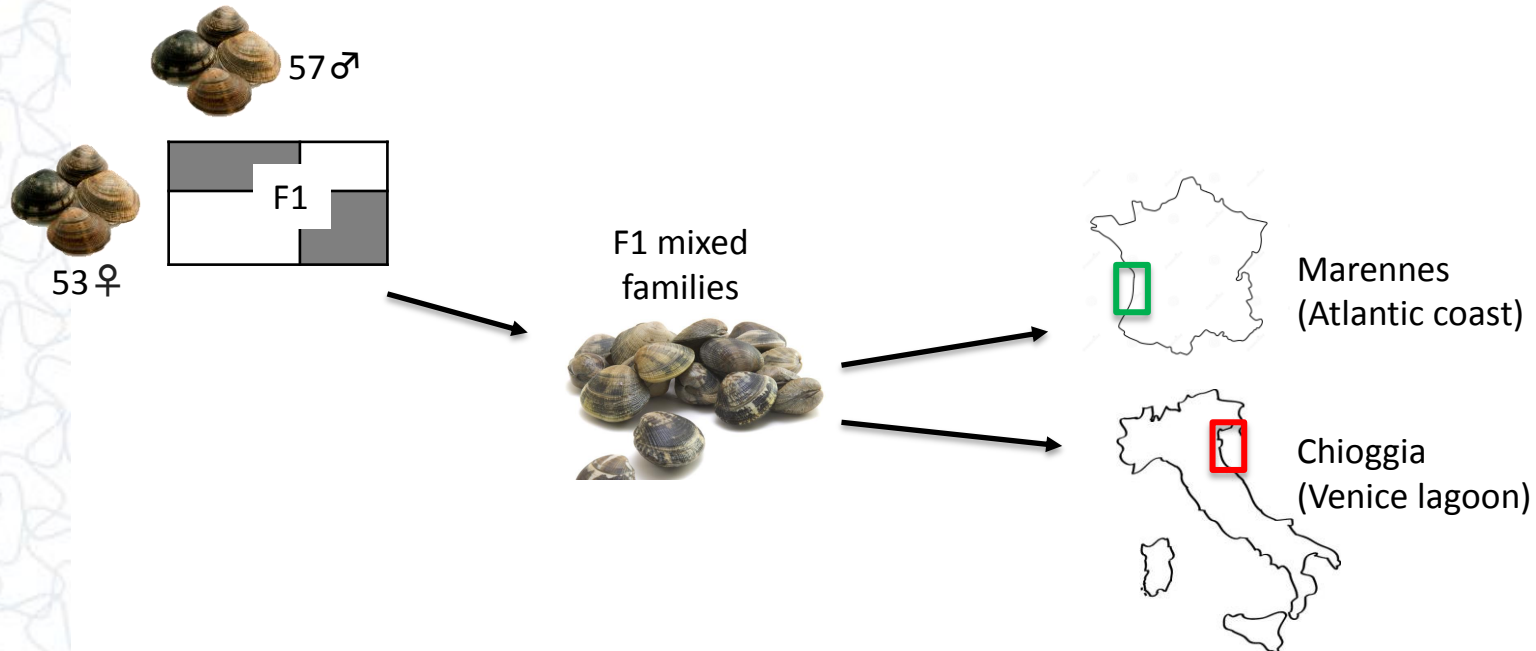 57♂
F1
53♀
F1 mixed
families
Marennes
(Atlantic coast)
Chioggia
(Venice lagoon)